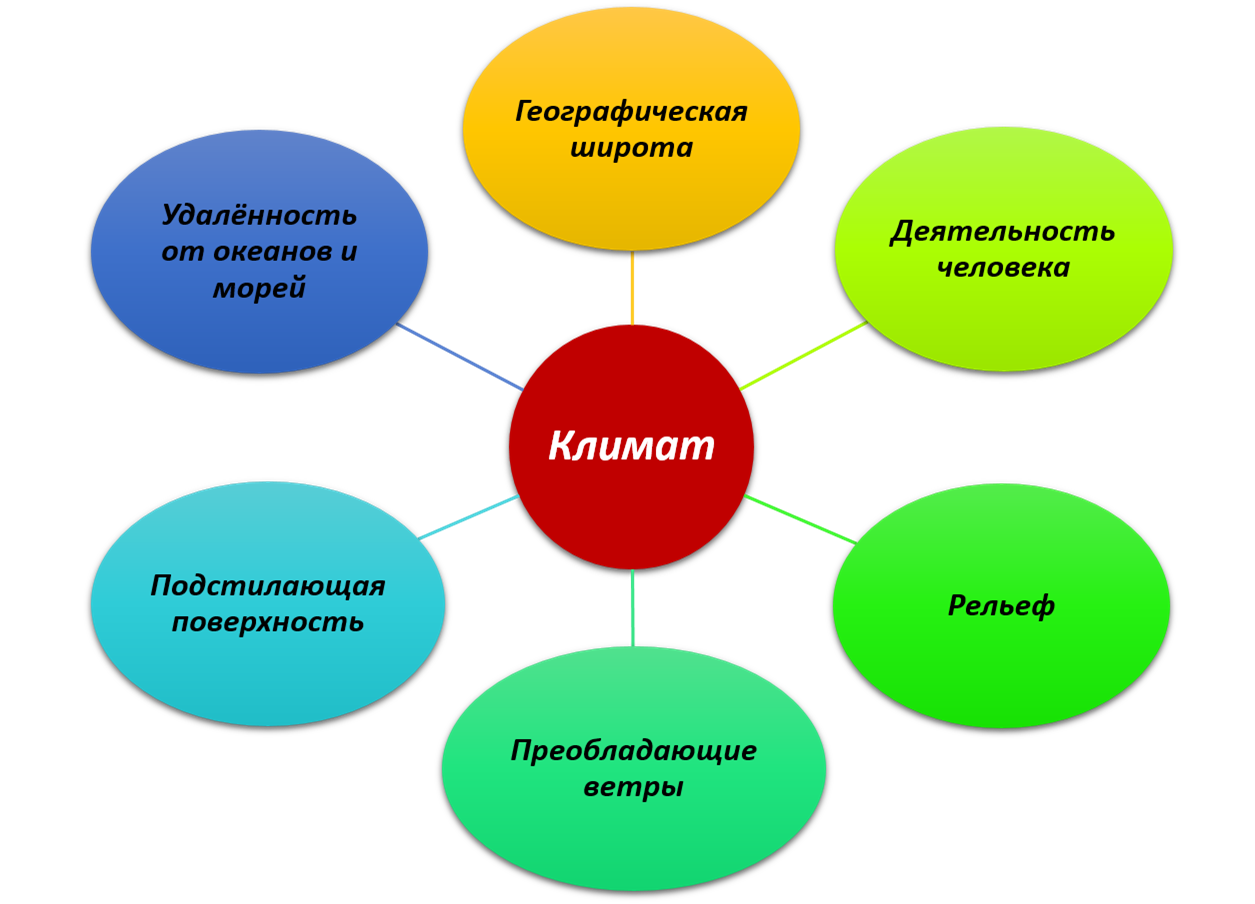 Географическая
широта
Деятельность
человека
Рельеф
Преобладающие
ветры
Подстилающая
поверхность
Удалённость
от океанов и
морей
Климат